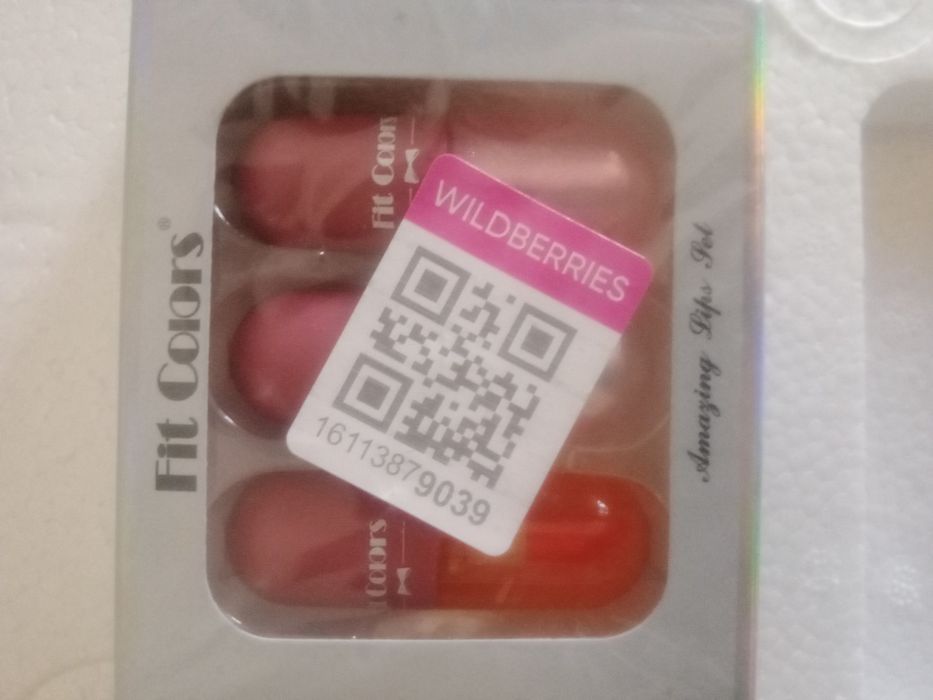 Fit Colors®
Fit Colors
WILDBERRIES
16113879039
Colors
Amazing Lips Set